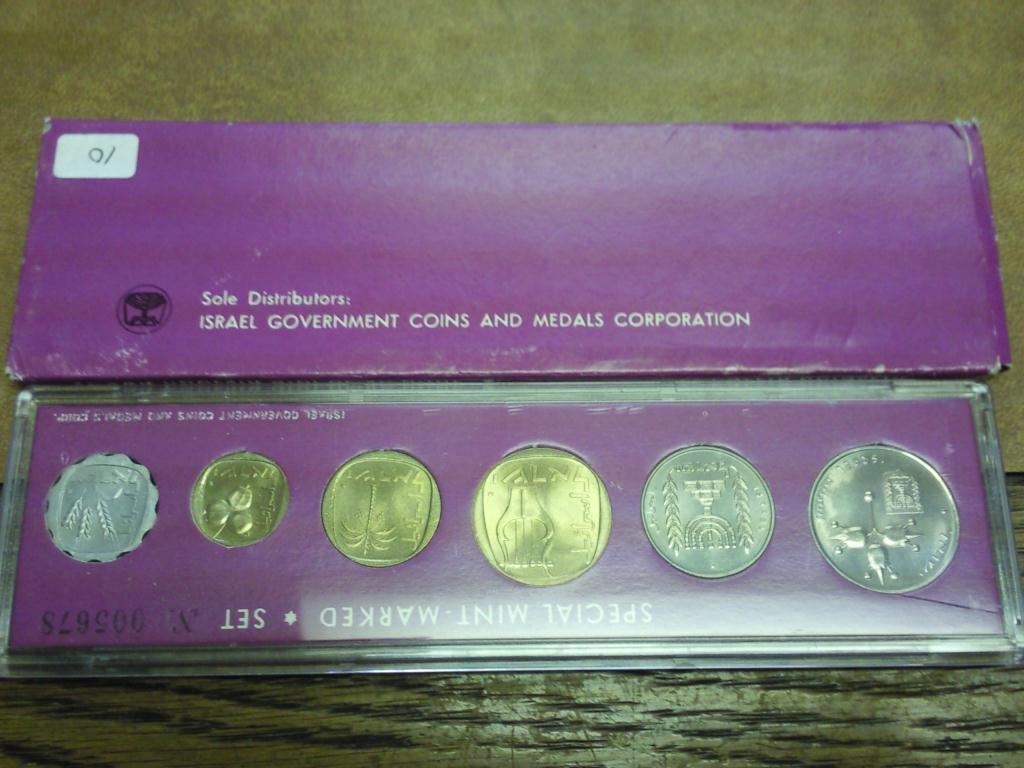 10
Sole Distributors:
ISRAEL GOVERNMENT COINS AND MEDALS CORPORATION
ISRAEL GOVERNMENT COINS AND MEDALS CORP.
SPECIAL MINT-MARKED * SET № 005678